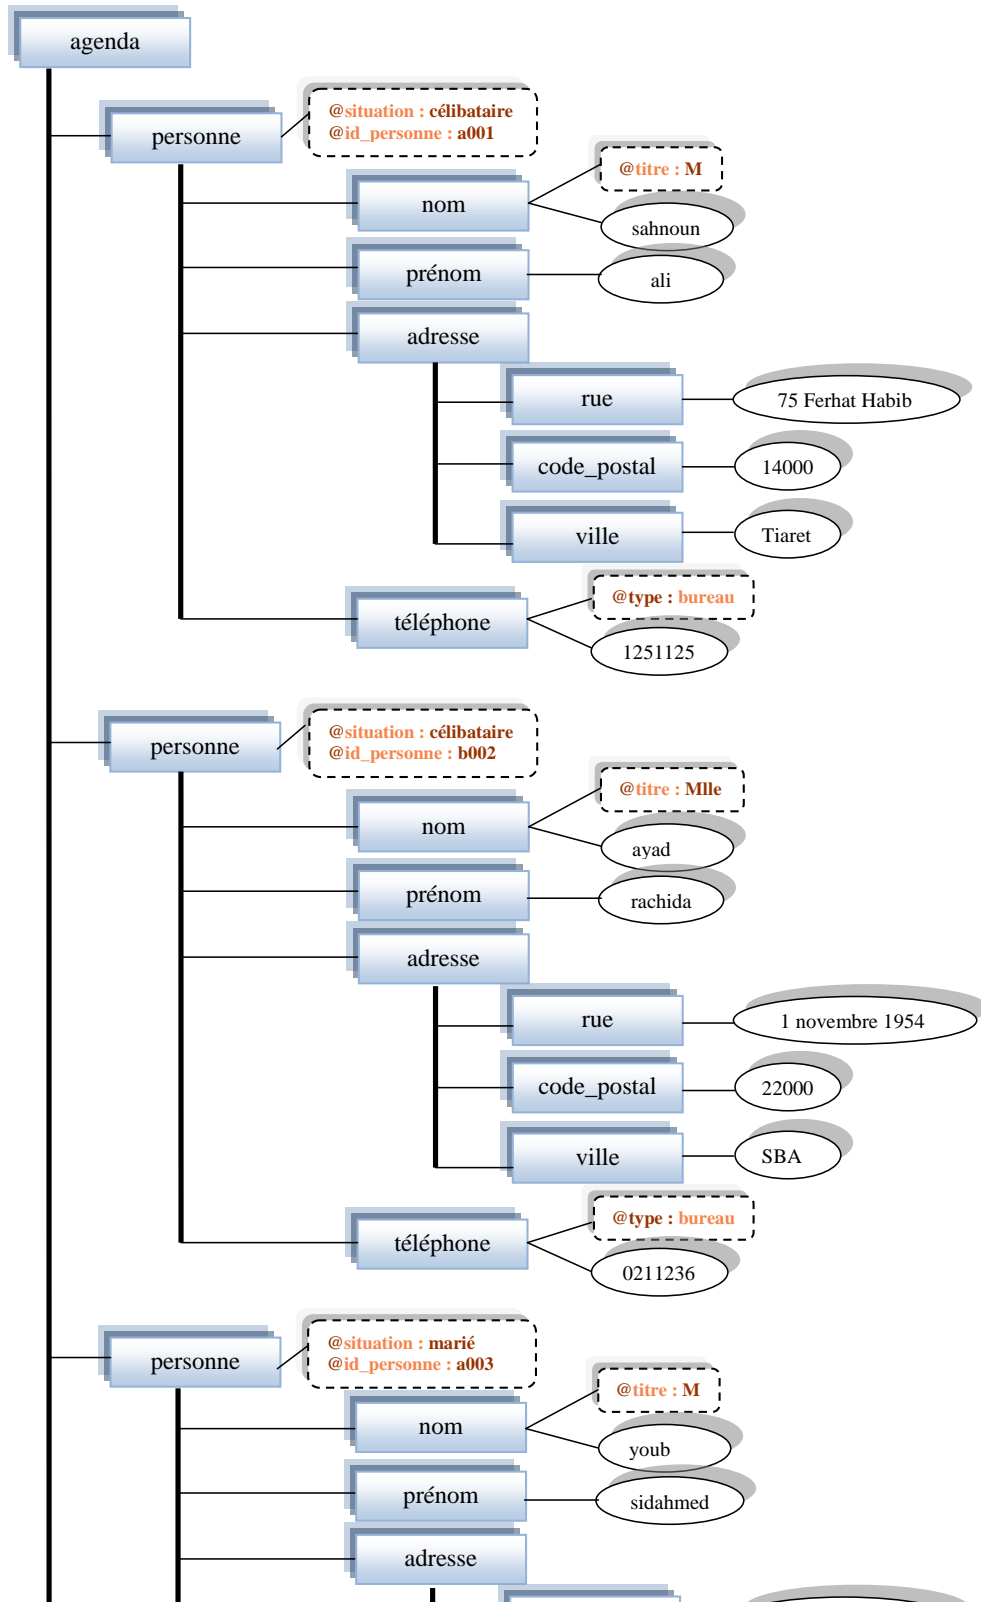 agenda
personne
@situation : célibataire
@id_personne : a001
nom
@titre : M
sahnoun
prénom
ali
adresse
rue
75 Ferhat Habib
code_postal
14000
ville
Tiaret
téléphone
@type : bureau
1251125
personne
@situation : célibataire
@id_personne : b002
nom
@titre : Mlle
ayad
prénom
rachida
adresse
rue
1 novembre 1954
code_postal
22000
ville
SBA
téléphone
@type : bureau
0211236
personne
@situation : marié
@id_personne : a003
nom
@titre : M
youb
prénom
sidahmed
adresse